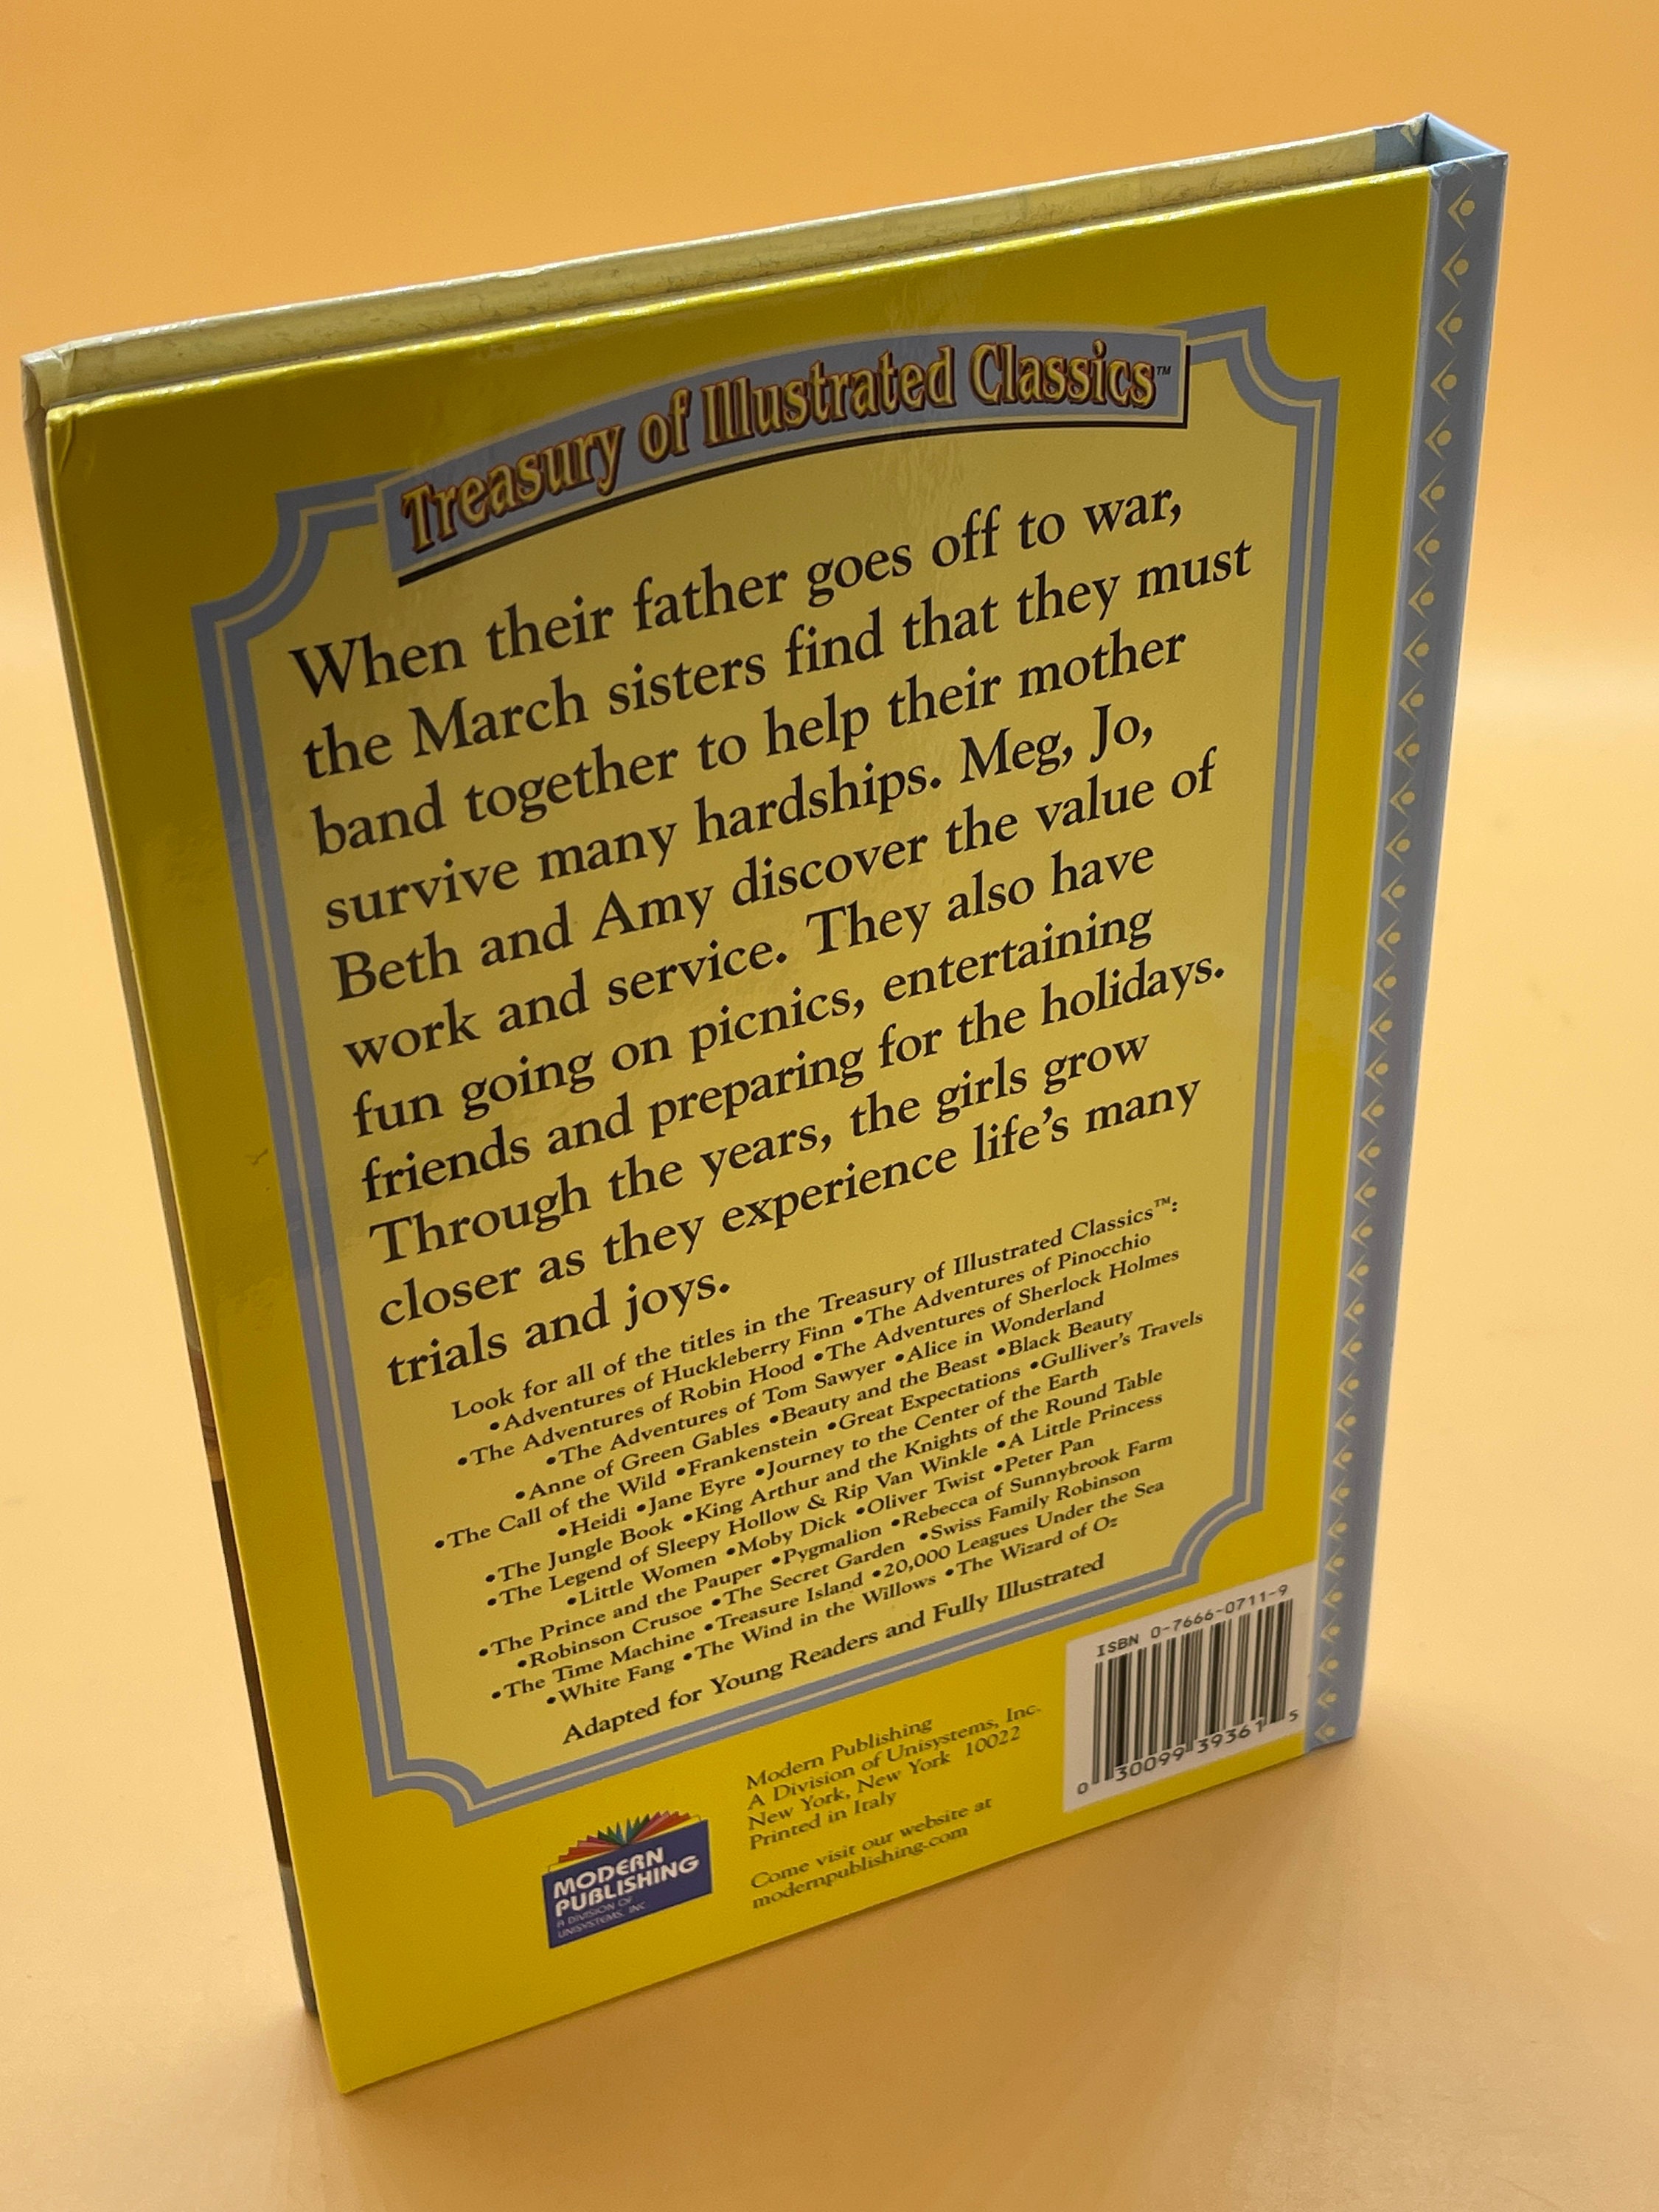 Treasury of Illustrated Classics™
When their father goes off to war,
the March sisters find that they must
band together to help their mother
survive many hardships. Meg, Jo,
Beth and Amy discover the value of
work and service. They also have
fun going on picnics, entertaining
friends and preparing for the holidays.
Through the years, the girls grow
closer as they experience life's many
trials and joys.
Look for all of the titles in the Treasury of Illustrated Classics™:
•Adventures of Huckleberry Finn •The Adventures of Pinocchio
•The Adventures of Robin Hood •The Adventures of Sherlock Holmes
•The Adventures of Tom Sawyer •Alice in Wonderland
•Anne of Green Gables •Beauty and the Beast •Black Beauty
•The Call of the Wild •Frankenstein •Great Expectations •Gulliver's Travels
•Heidi •Jane Eyre •Journey to the Center of the Earth
•The Jungle Book •King Arthur and the Knights of the Round Table
•The Legend of Sleepy Hollow & Rip Van Winkle •A Little Princess
•Little Women •Moby Dick •Oliver Twist •Peter Pan
•The Prince and the Pauper •Pygmalion •Rebecca of Sunnybrook Farm
•Robinson Crusoe •The Secret Garden •Swiss Family Robinson
•The Time Machine •Treasure Island •20,000 Leagues Under the Sea
•White Fang •The Wind in the Willows •The Wizard of Oz
Adapted for Young Readers and Fully Illustrated
MODERN
PUBLISHING
A DIVISION OF
UNISYSTEMS, INC
Modern Publishing
A Division of Unisystems, Inc.
New York, New York 10022
Printed in Italy
Come visit our website at
modernpublishing.com
ISBN 0-7666-0711-9
0 30099 39361 5